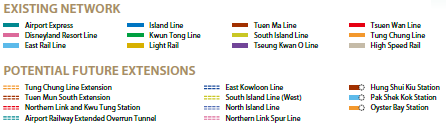 EXISTING NETWORK
Airport Express Island Line Tuen Ma Line Tsuen Wan Line
Disneyland Resort Line Kwun Tong Line South Island Line Tung Chung Line
East Rail Line Light Rail Tseung Kwan O Line High Speed Rail
POTENTIAL FUTURE EXTENSIONS
Tung Chung Line Extension East Kowloon Line Hung Shui Kiu Station
Tuen Mun South Extension South Island Line (West) Pak Shek Kok Station
Northern Link and Kwu Tung Station North Island Line Oyster Bay Station
Airport Railway Extended Overrun Tunnel Northern Link Spur Line